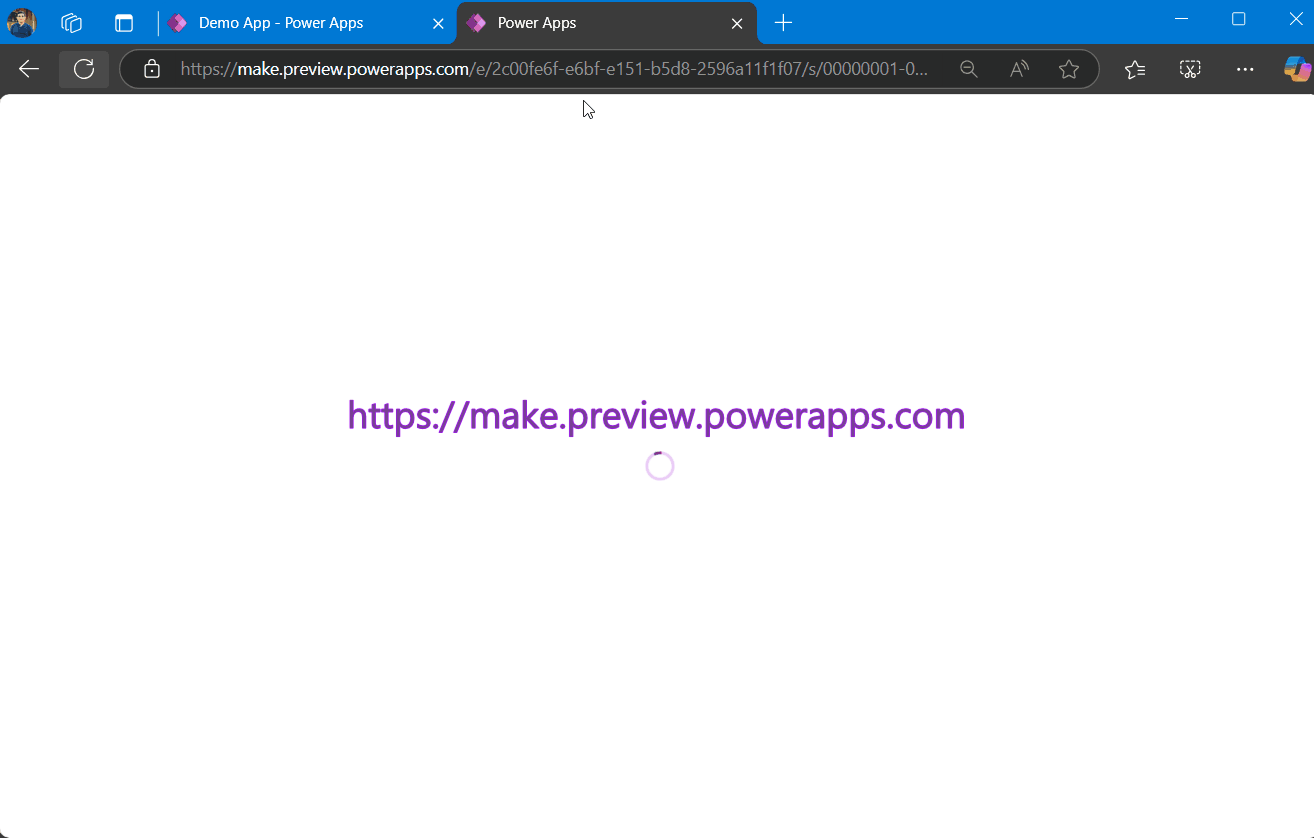 Demo App - Power Apps
Power Apps
https://make.preview.powerapps.com/e/2c00fe6f-e6bf-e151-b5d8-2596a11f1f07/s/00000001-0...
https://make.preview.powerapps.com